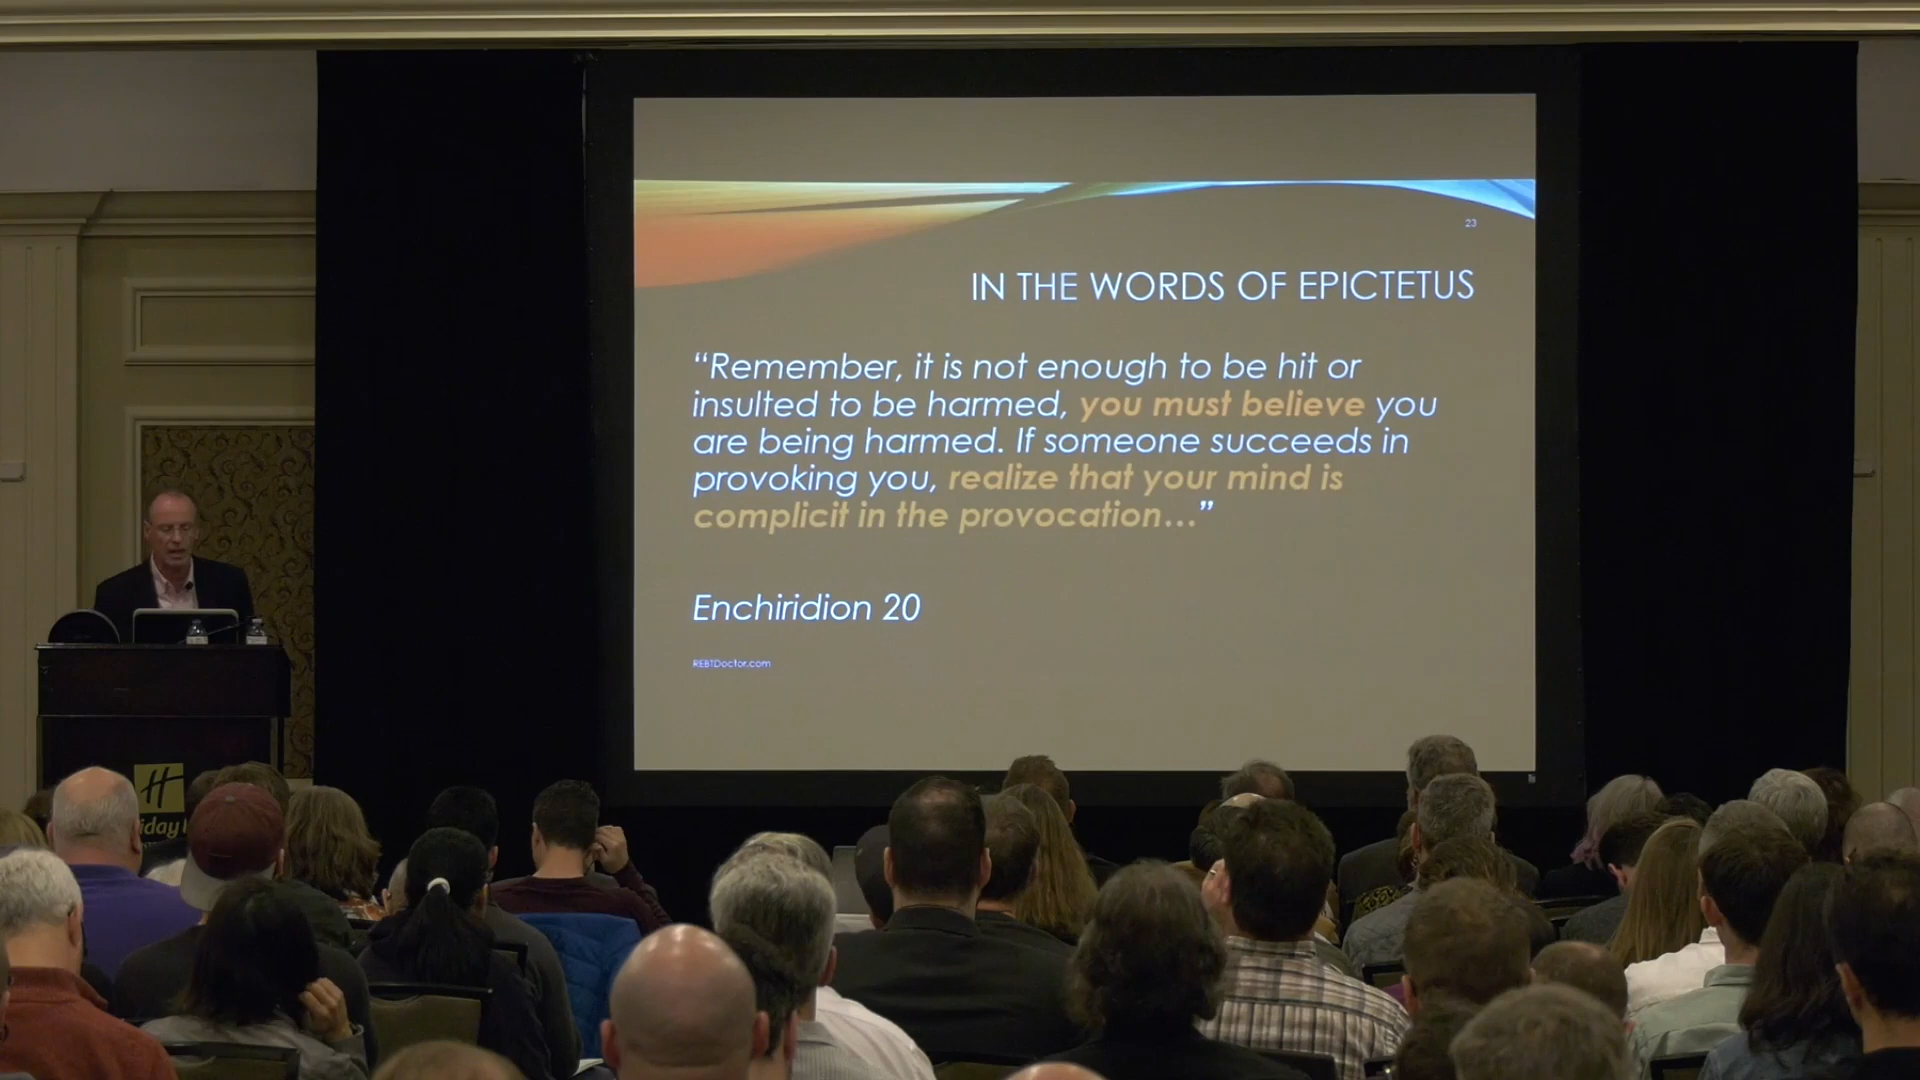 23
IN THE WORDS OF EPICTETUS
“Remember, it is not enough to be hit or
insulted to be harmed, you must believe you
are being harmed. If someone succeeds in
provoking you, realize that your mind is
complicit in the provocation...”
Enchiridion 20
REBTDoctor.com
H
iday